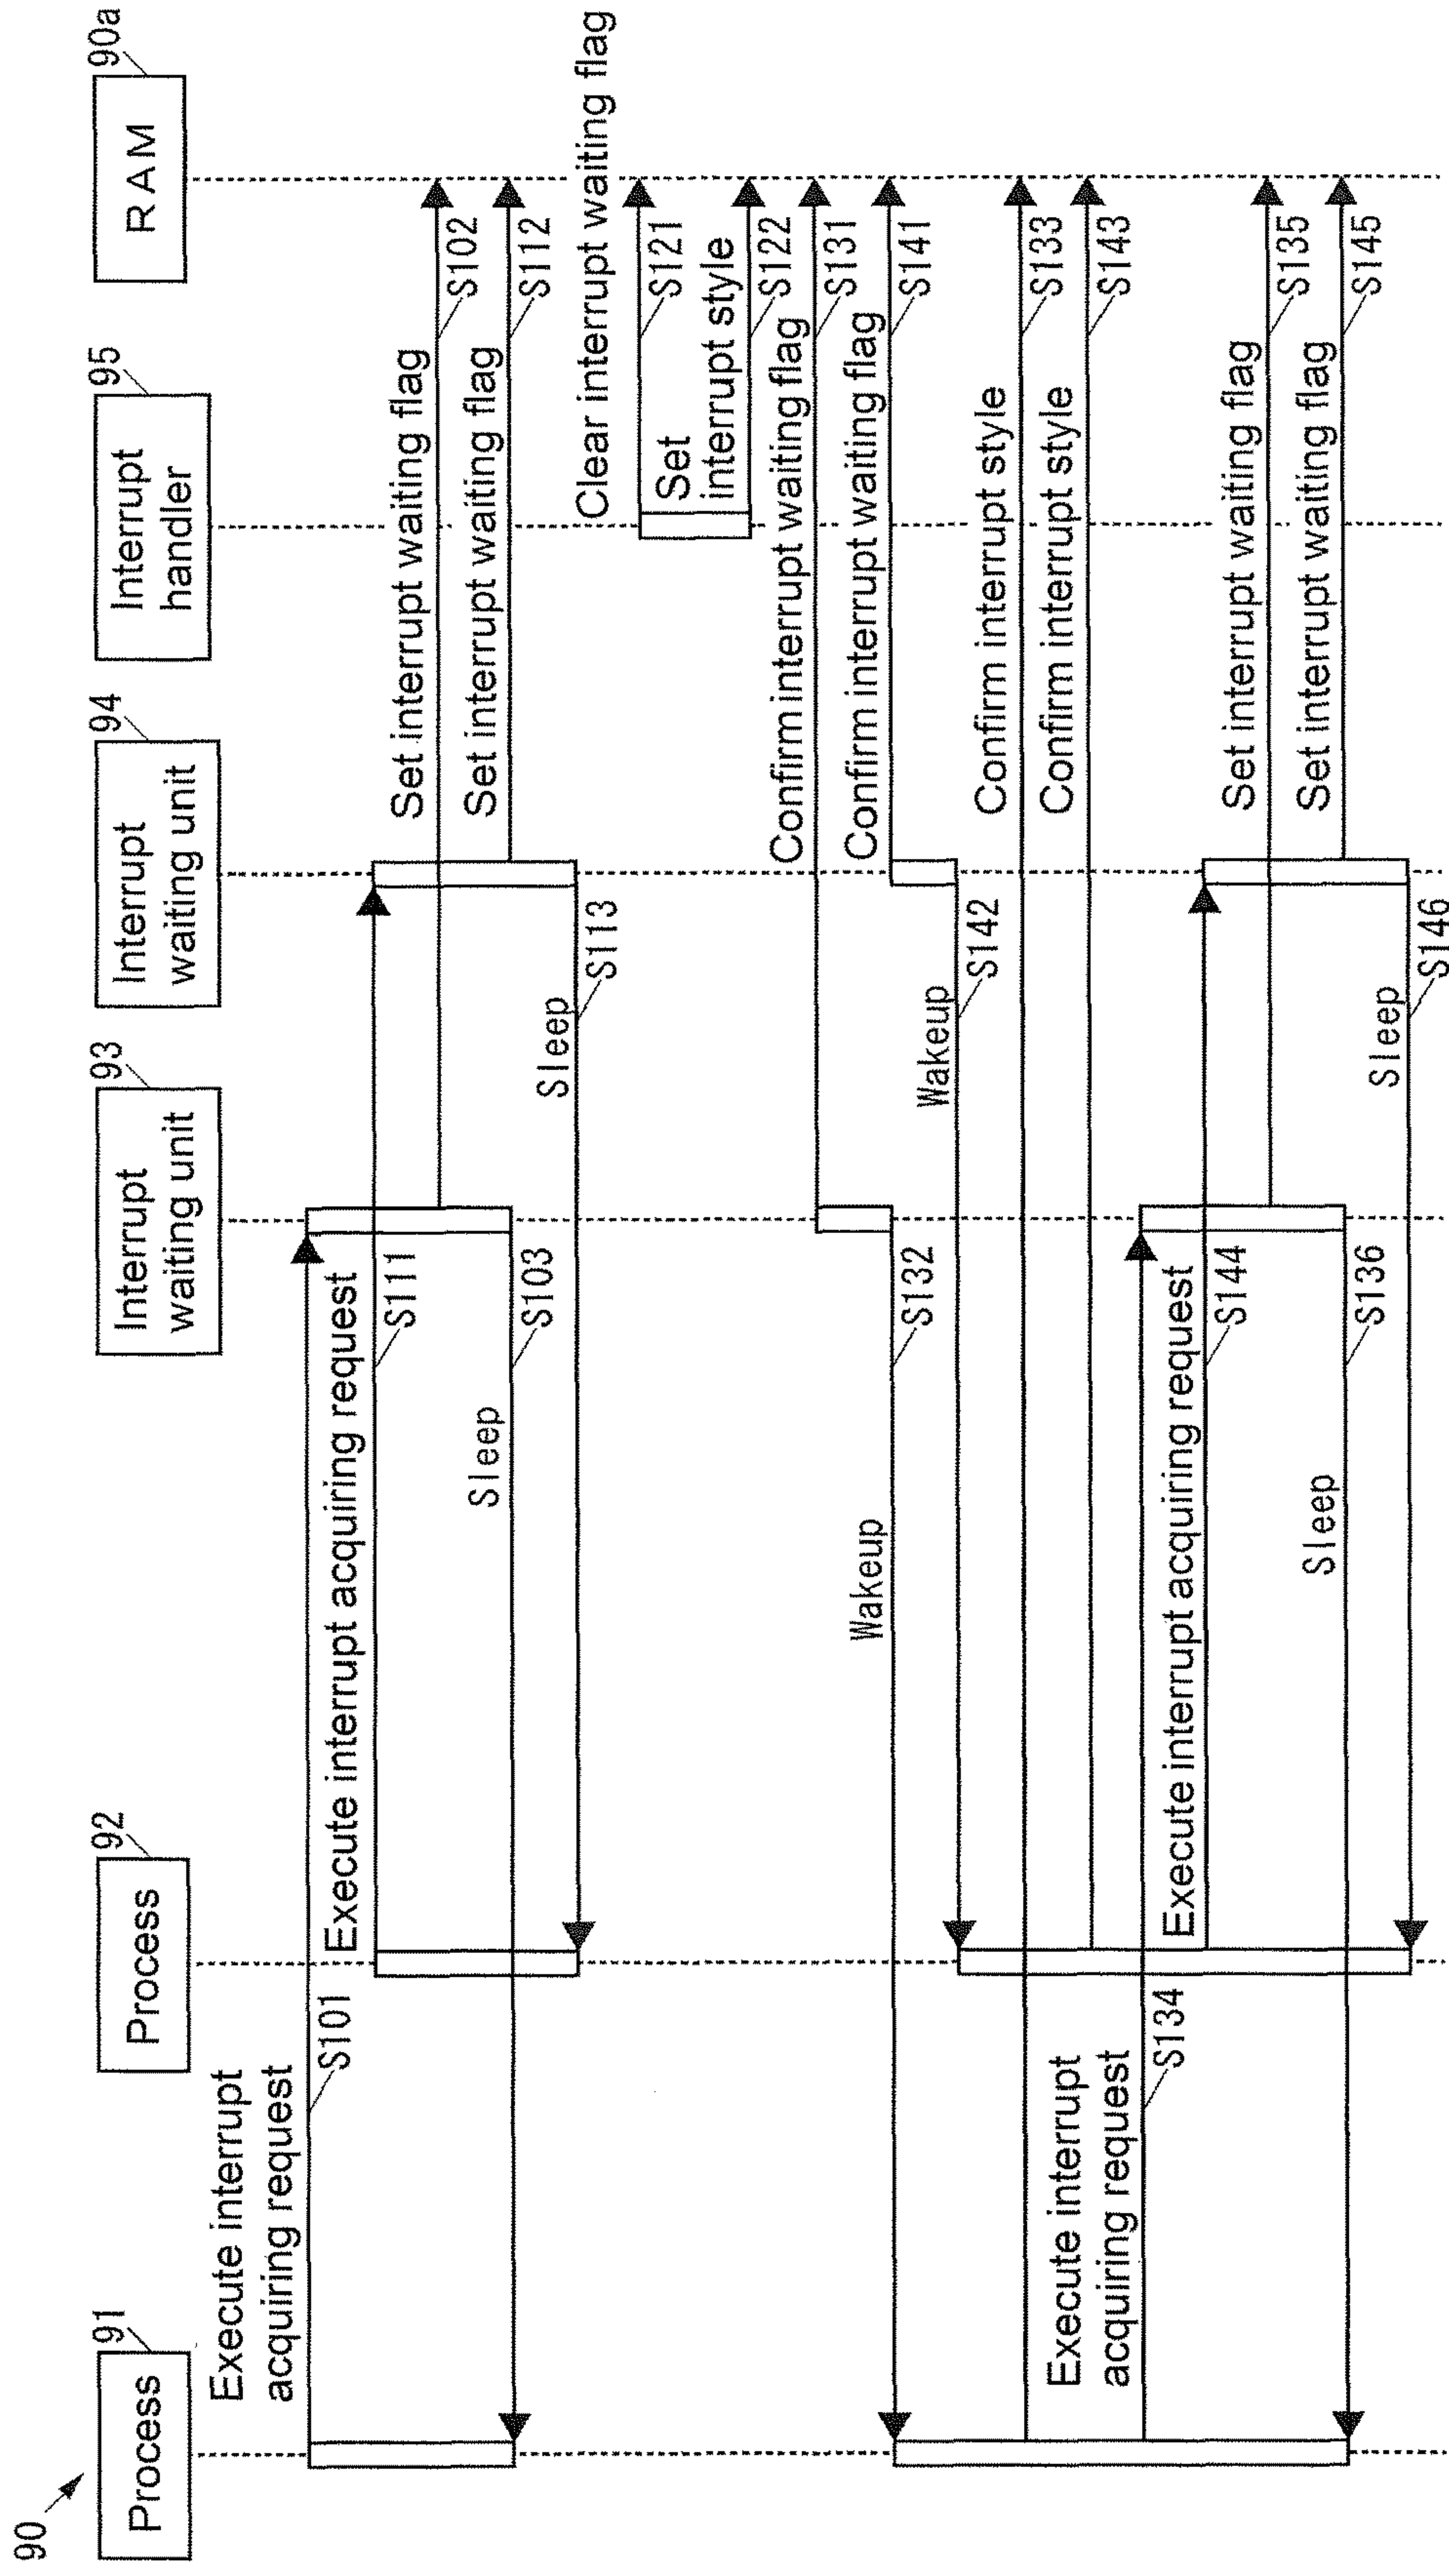 90
91
Process
92
Process
93
Interrupt
waiting unit
94
Interrupt
waiting unit
95
Interrupt
handler
90a
RAM
Execute interrupt
acquiring request
S101
Execute interrupt acquiring request
S111
Set interrupt waiting flag
S102
Sleep
S103
Set interrupt waiting flag
S112
Sleep
S113
Clear interrupt waiting flag
S121
Set
interrupt style
S122
Confirm interrupt waiting flag
S131
Wakeup
S132
Confirm interrupt waiting flag
S141
Wakeup
S142
Confirm interrupt style
S133
Confirm interrupt style
S143
Execute interrupt
acquiring request
S134
Execute interrupt acquiring request
S144
Set interrupt waiting flag
S135
Sleep
S136
Set interrupt waiting flag
S145
Sleep
S146